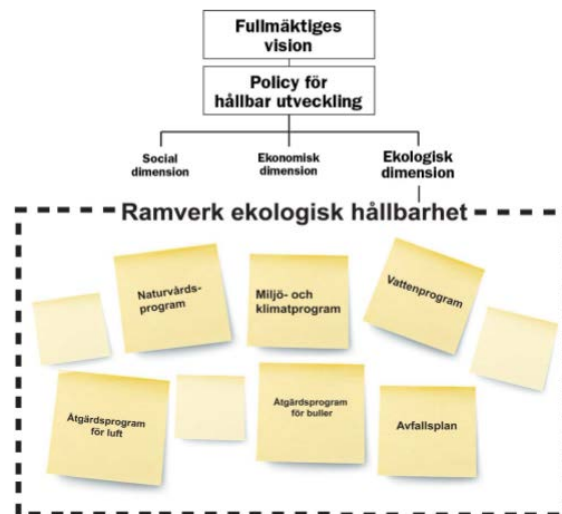 Fullmäktiges
vision
Policy för
hållbar utveckling
Social
dimension
Ekonomisk
dimension
Ekologisk
dimension
Ramverk ekologisk hållbarhet
Naturvårds-
program
Miljö- och
klimatprogram
Vattenprogram
Åtgärdsprogram
för luft
Åtgärdsprogram
för buller
Avfallsplan